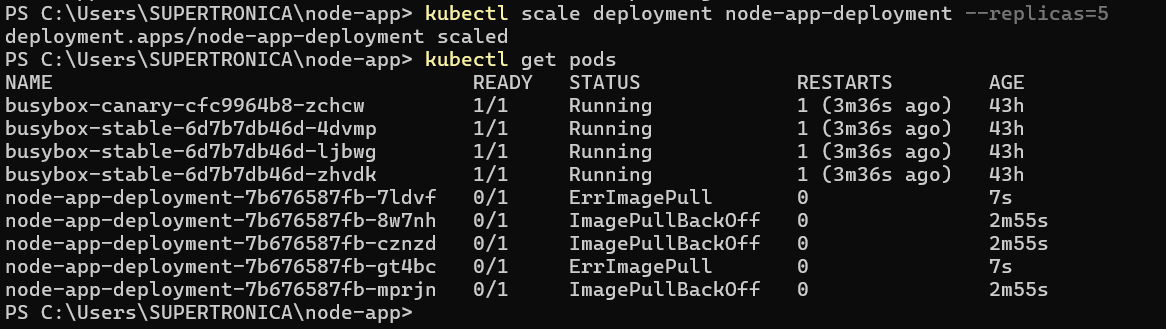 PS C:\Users\SUPERTRONICA\node-app> kubectl scale deployment node-app-deployment --replicas=5
deployment.apps/node-app-deployment scaled
PS C:\Users\SUPERTRONICA\node-app> kubectl get pods
NAME READY STATUS RESTARTS AGE
busybox-canary-cfc9964b8-zchcw 1/1 Running 1 (3m36s ago) 43h
busybox-stable-6d7b7db46d-4dvmp 1/1 Running 1 (3m36s ago) 43h
busybox-stable-6d7b7db46d-ljbwg 1/1 Running 1 (3m36s ago) 43h
busybox-stable-6d7b7db46d-zhvdk 1/1 Running 1 (3m36s ago) 43h
node-app-deployment-7b676587fb-7ldvf 0/1 ErrImagePull 0 7s
node-app-deployment-7b676587fb-8w7nh 0/1 ImagePullBackOff 0 2m55s
node-app-deployment-7b676587fb-cznzd 0/1 ImagePullBackOff 0 2m55s
node-app-deployment-7b676587fb-gt4bc 0/1 ErrImagePull 0 7s
node-app-deployment-7b676587fb-mprjn 0/1 ImagePullBackOff 0 2m55s
PS C:\Users\SUPERTRONICA\node-app>